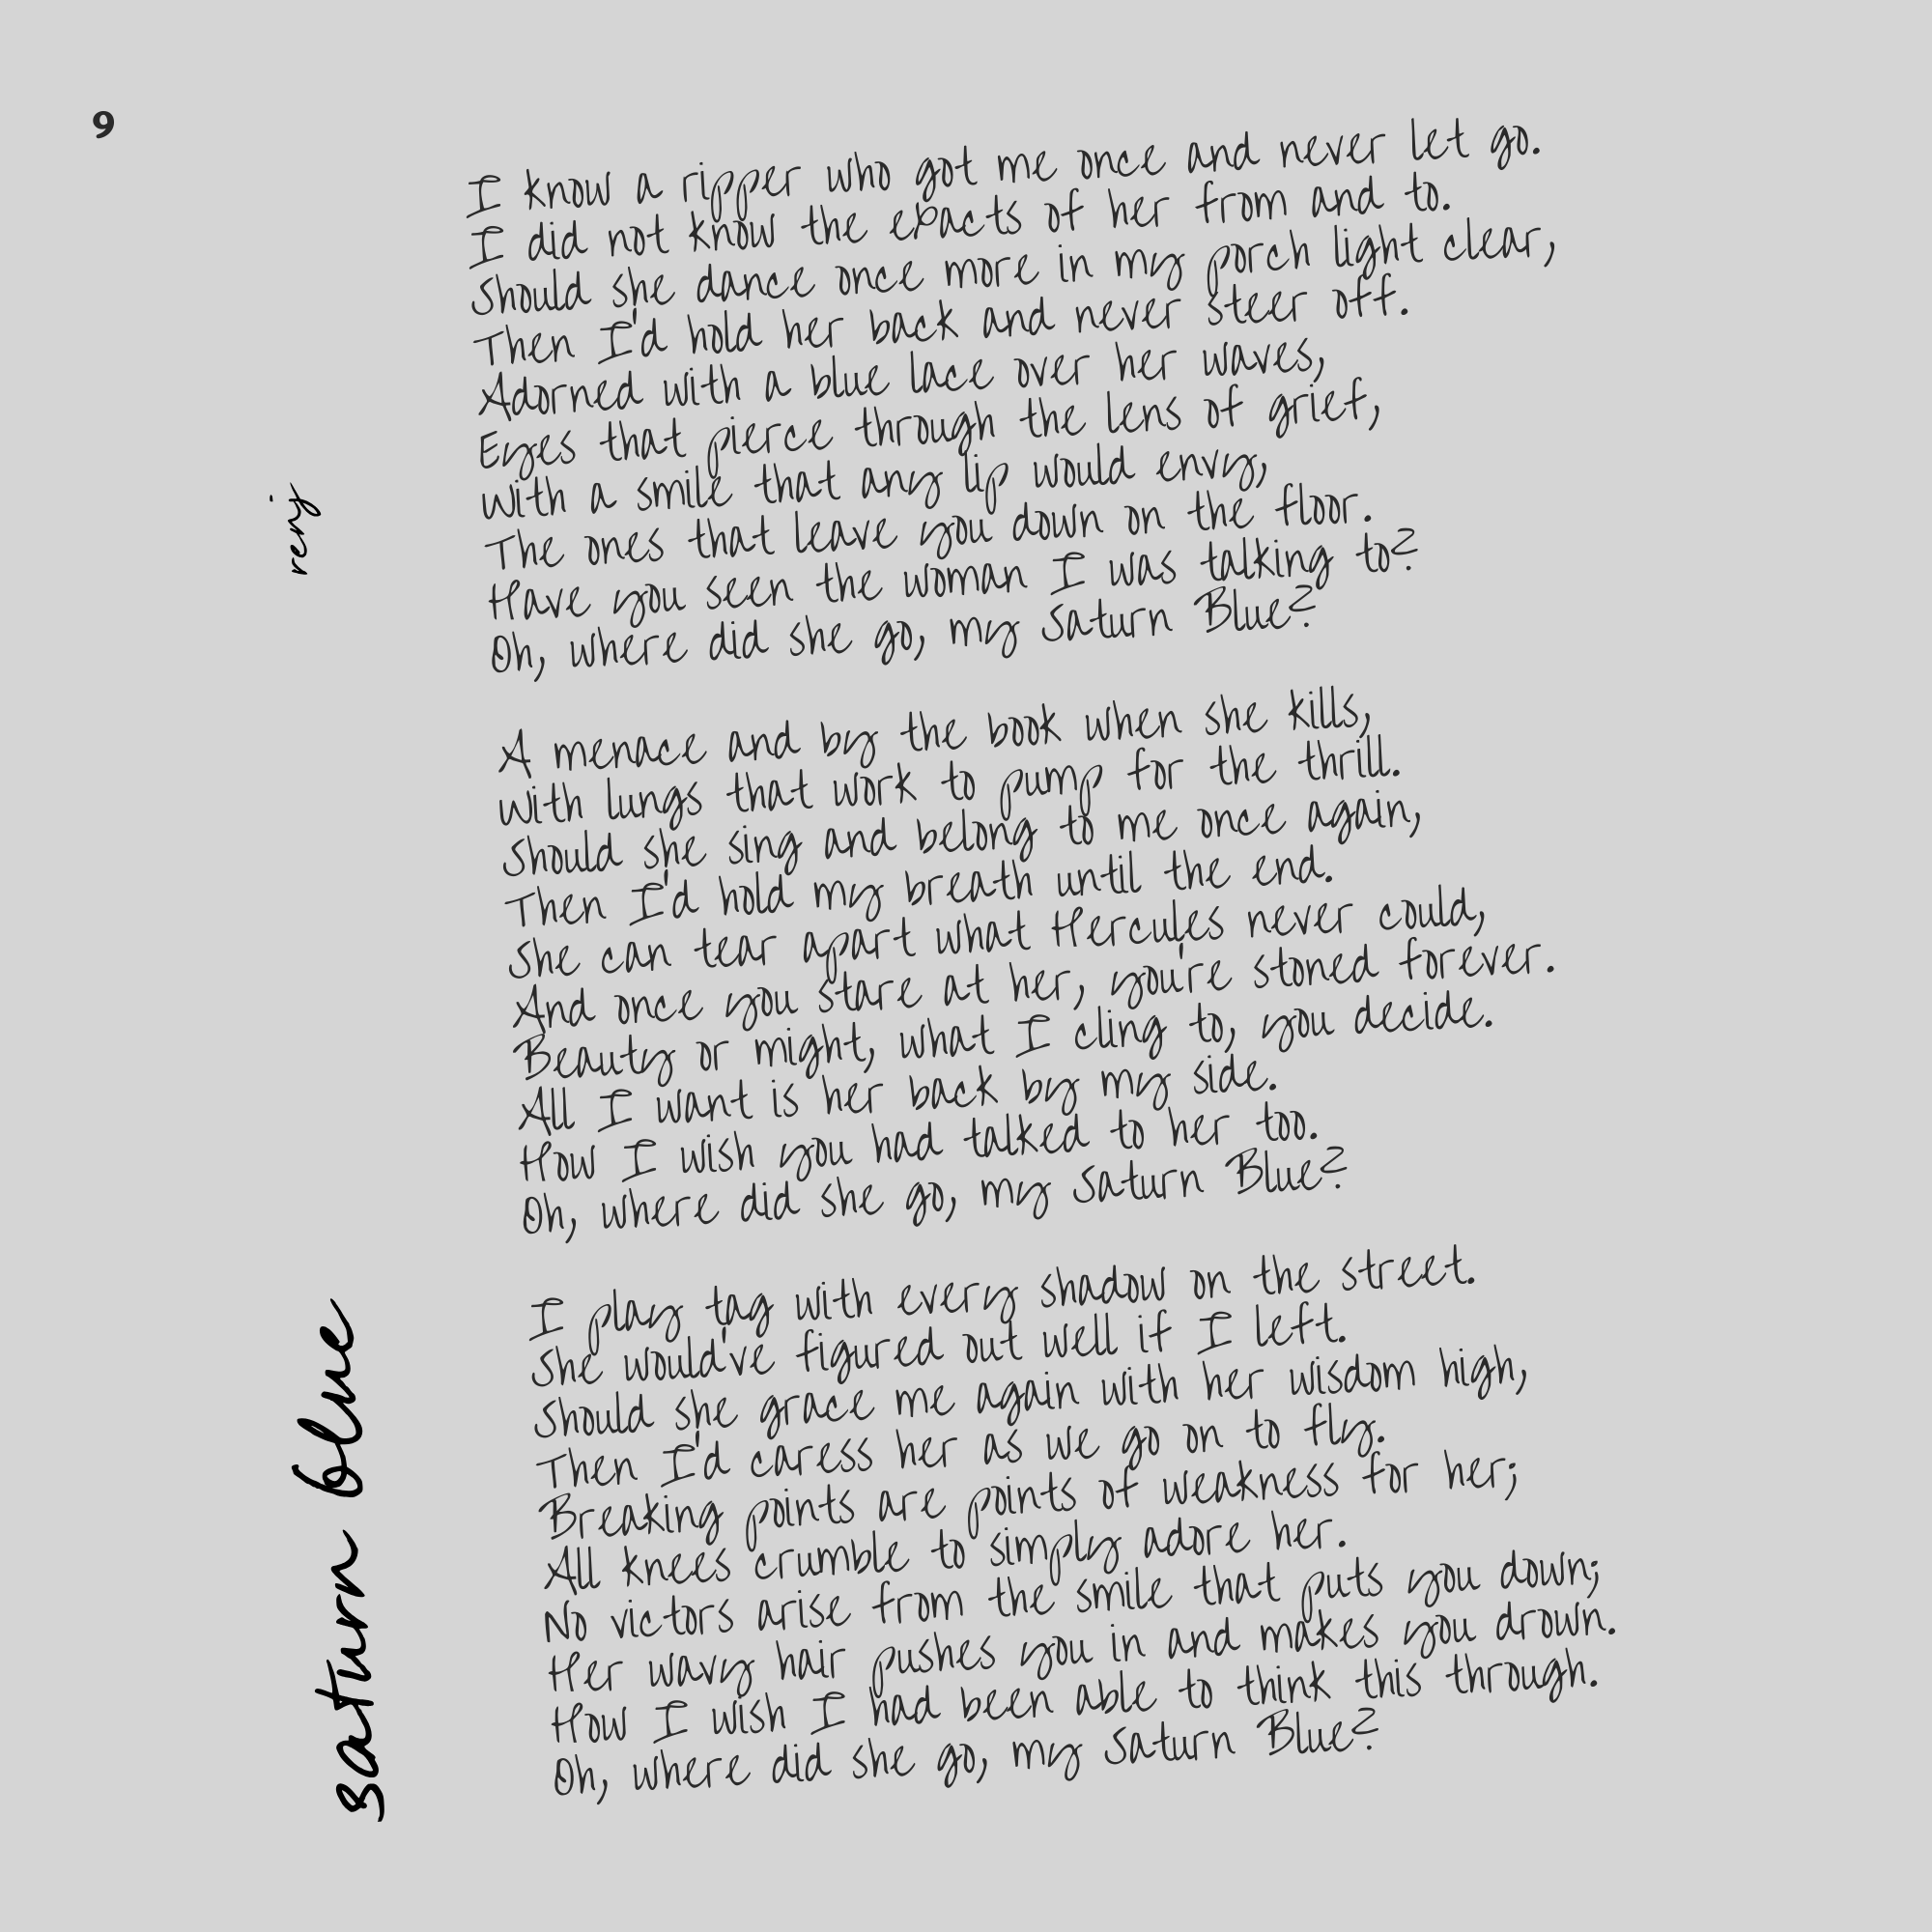 9
saturn blue
renj
I know a ripper who got me once and never let go.
I did not know the exacts of her from and to.
Should she dance once more in my porch light clear,
Then I'd hold her back and never steer off.
Adorned with a blue lace over her waves,
Eyes that pierce through the lens of grief,
With a smile that any lip would envy,
The ones that leave you down on the floor.
Have you seen the woman I was talking to?
Oh, where did she go, my Saturn Blue?
A menace and by the book when she kills,
With lungs that work to pump for the thrill.
Should she sing and belong to me once again,
Then I'd hold my breath until the end.
She can tear apart what Hercules never could,
And once you stare at her, you're stoned forever.
Beauty or might, what I cling to, you decide.
All I want is her back by my side.
How I wish you had talked to her too.
Oh, where did she go, my Saturn Blue?
I play tag with every shadow on the street.
She would've figured out well if I left.
Should she grace me again with her wisdom high,
Then I'd caress her as we go on to fly.
Breaking points are points of weakness for her;
All knees crumble to simply adore her.
No victors arise from the smile that puts you down;
Her wavy hair pushes you in and makes you drown.
How I wish I had been able to think this through.
Oh, where did she go, my Saturn Blue?